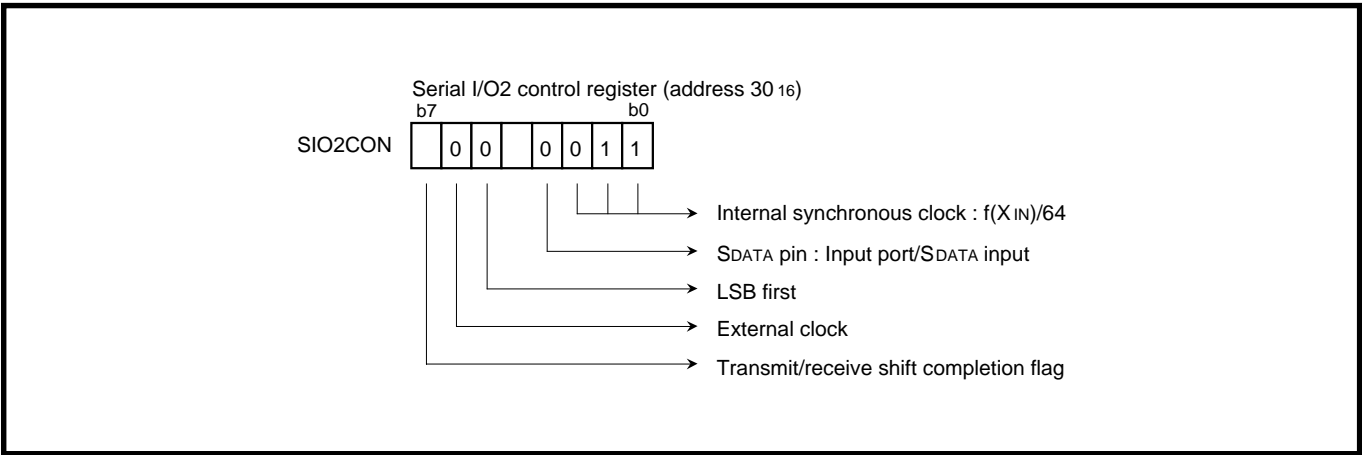 Serial I/O2 control register (address 30 16)
b7 b0
SIO2CON 0 0 0 0 1 1
Internal synchronous clock : f(XIN)/64
SDATA pin : Input port/SDATA input
LSB first
External clock
Transmit/receive shift completion flag